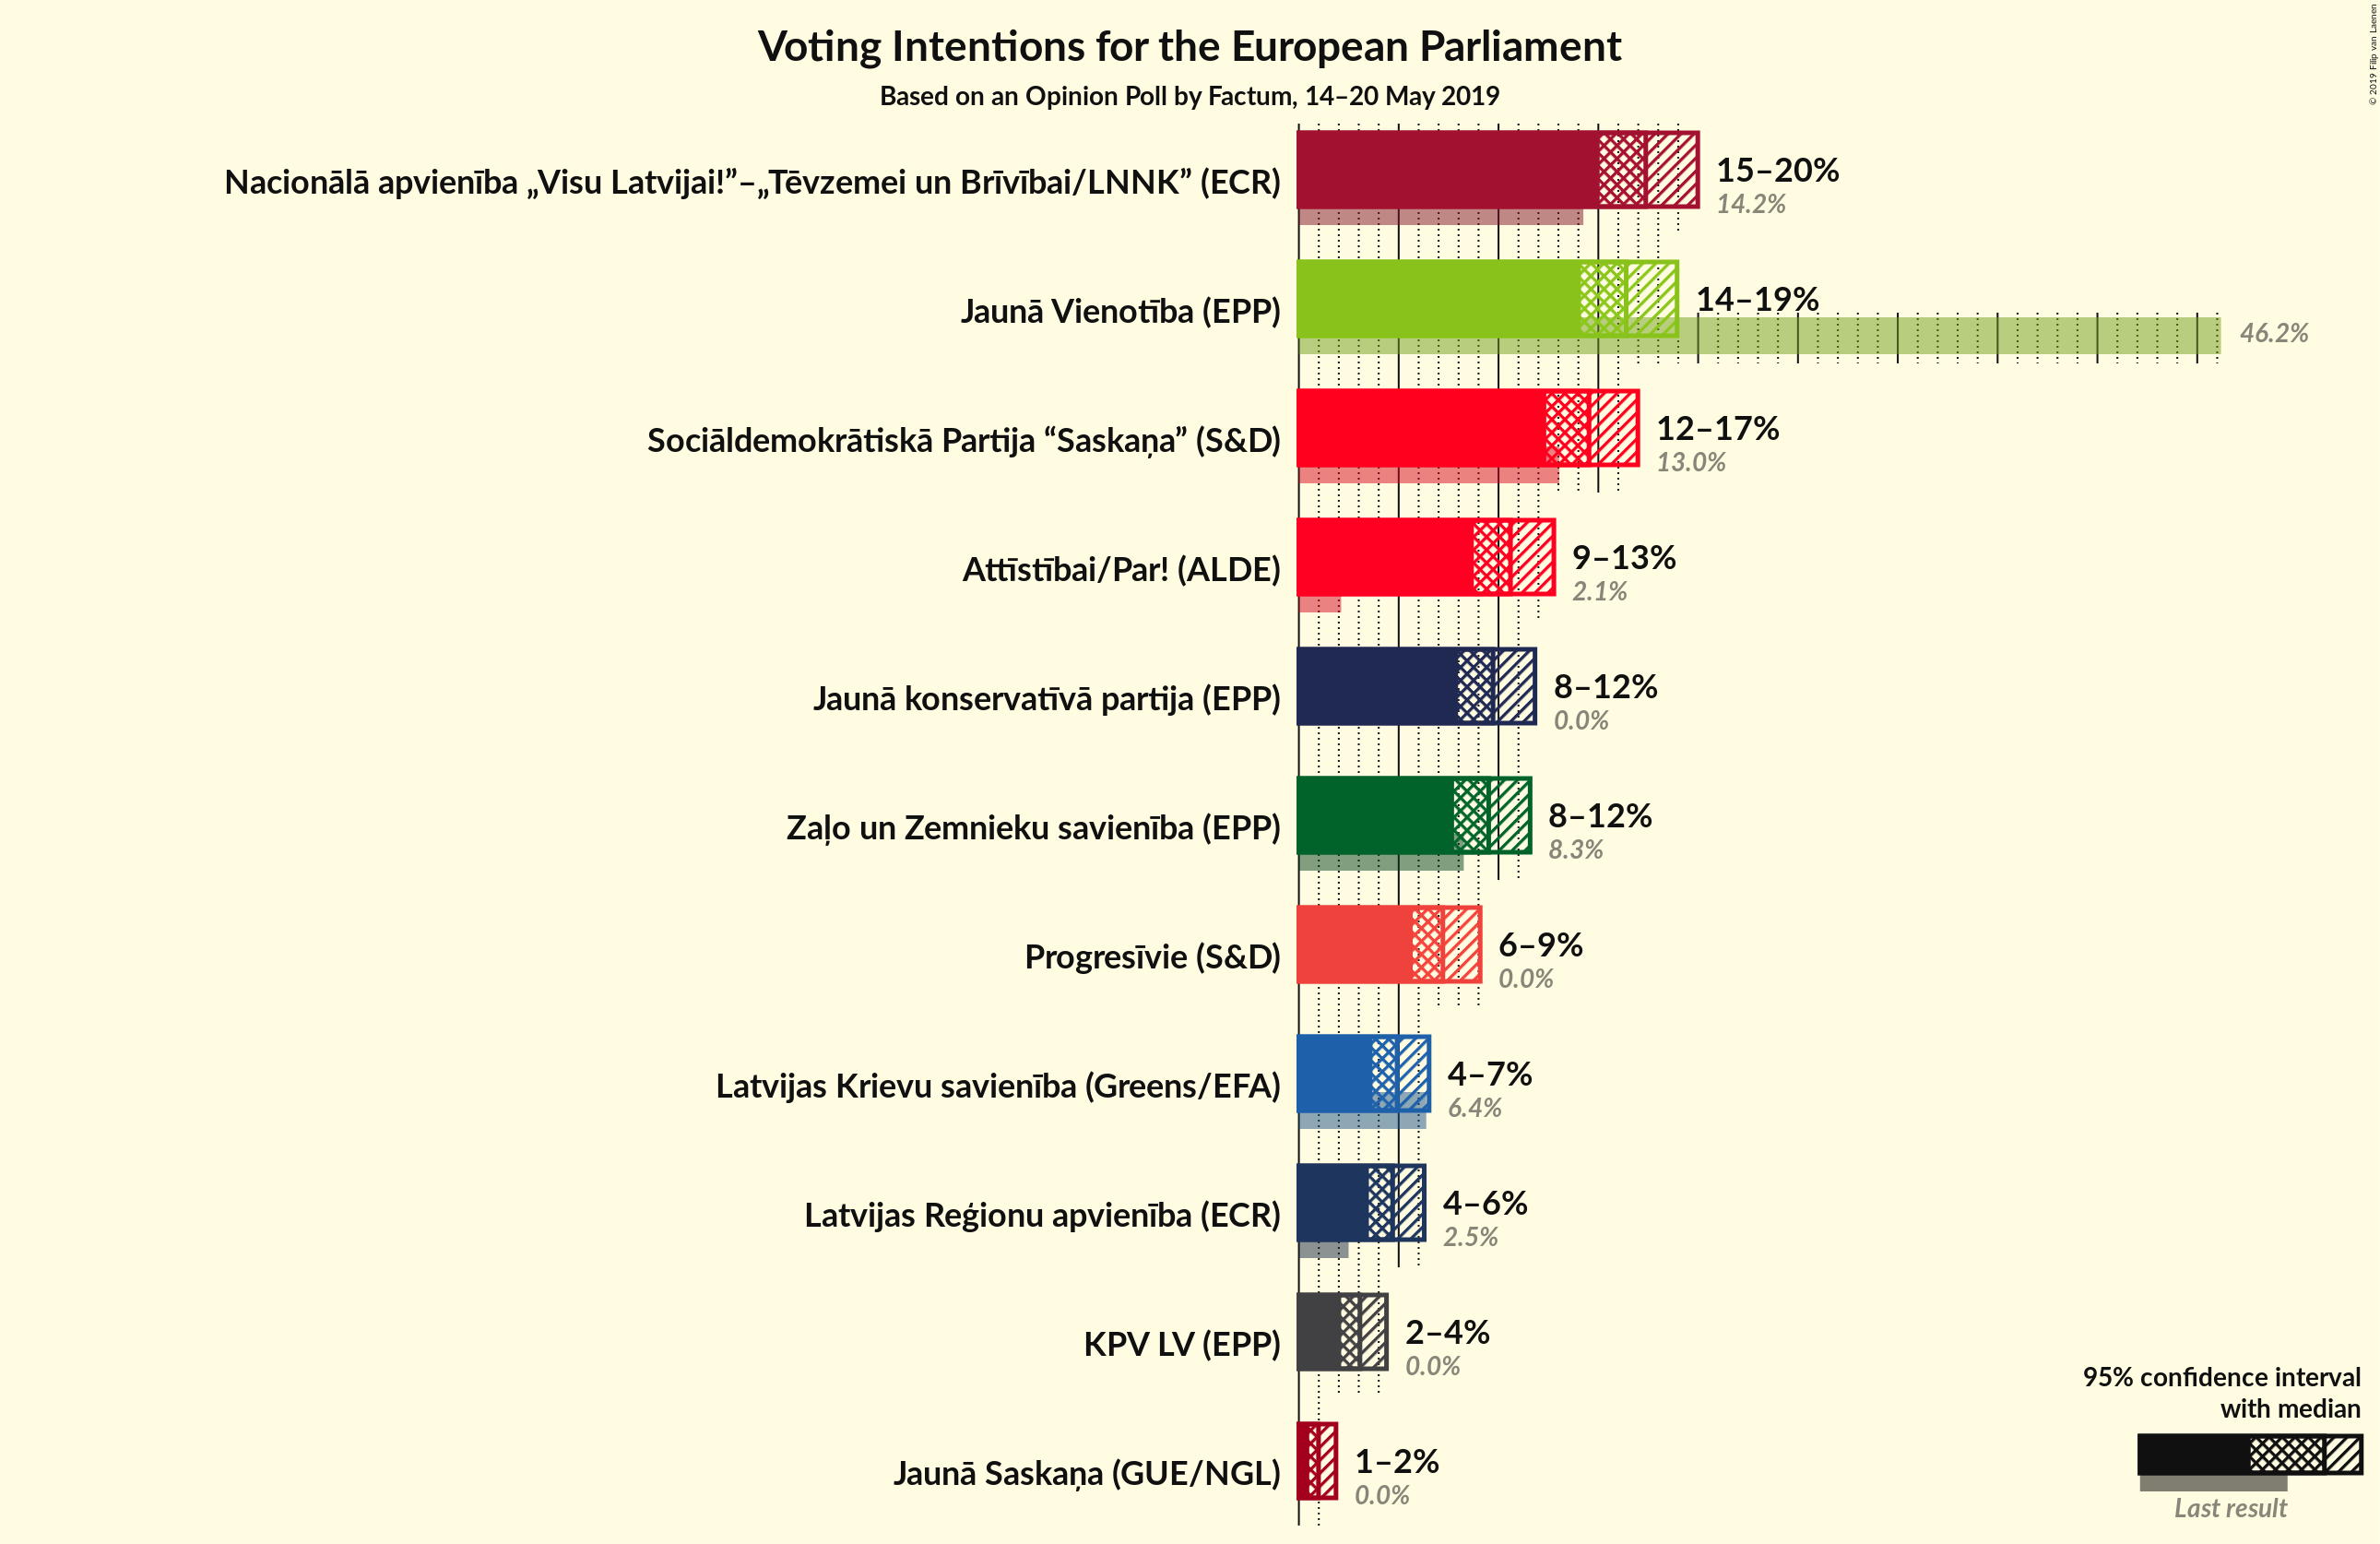 Voting Intentions for the European Parliament
Based on an Opinion Poll by Factum, 14–20 May 2019
© 2019 Filip van Laenen
Nacionālā apvienība „Visu Latvijai!”–„Tēvzemei un Brīvībai/LNNK” (ECR)
15–20%
14.2%
Jaunā Vienotība (EPP)
14–19%
46.2%
Sociāldemokrātiskā Partija “Saskaņa” (S&D)
12–17%
13.0%
Attīstībai/Par! (ALDE)
9–13%
2.1%
Jaunā konservatīvā partija (EPP)
8–12%
0.0%
Zaļo un Zemnieku savienība (EPP)
8–12%
8.3%
Progresīvie (S&D)
6–9%
0.0%
Latvijas Krievu savienība (Greens/EFA)
4–7%
6.4%
Latvijas Reģionu apvienība (ECR)
4–6%
2.5%
KPV LV (EPP)
2–4%
0.0%
Jaunā Saskaņa (GUE/NGL)
1–2%
0.0%
95% confidence interval
with median
Last result